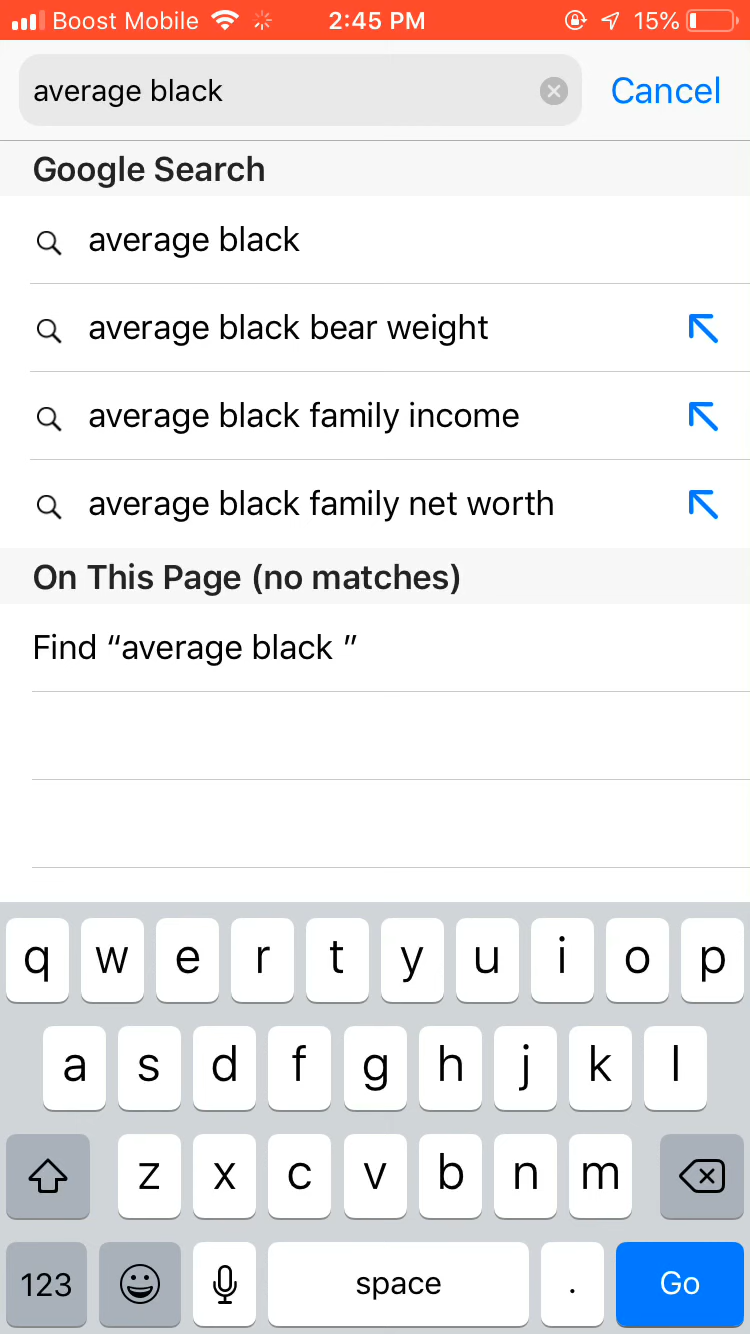 Boost Mobile 2:45 PM 15%
average black Cancel
Google Search
average black
average black bear weight
average black family income
average black family net worth
On This Page (no matches)
Find “average black ”
q w e r t y u i o p
a s d f g h j k l
z x c v b n m
123 space . Go